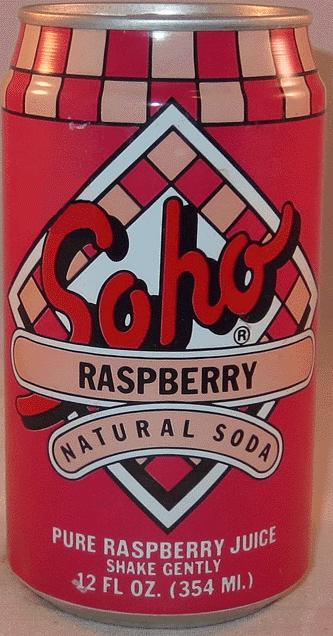 Soho®
RASPBERRY
NATURAL SODA
PURE RASPBERRY JUICE
SHAKE GENTLY
12 FL OZ. (354 Ml.)